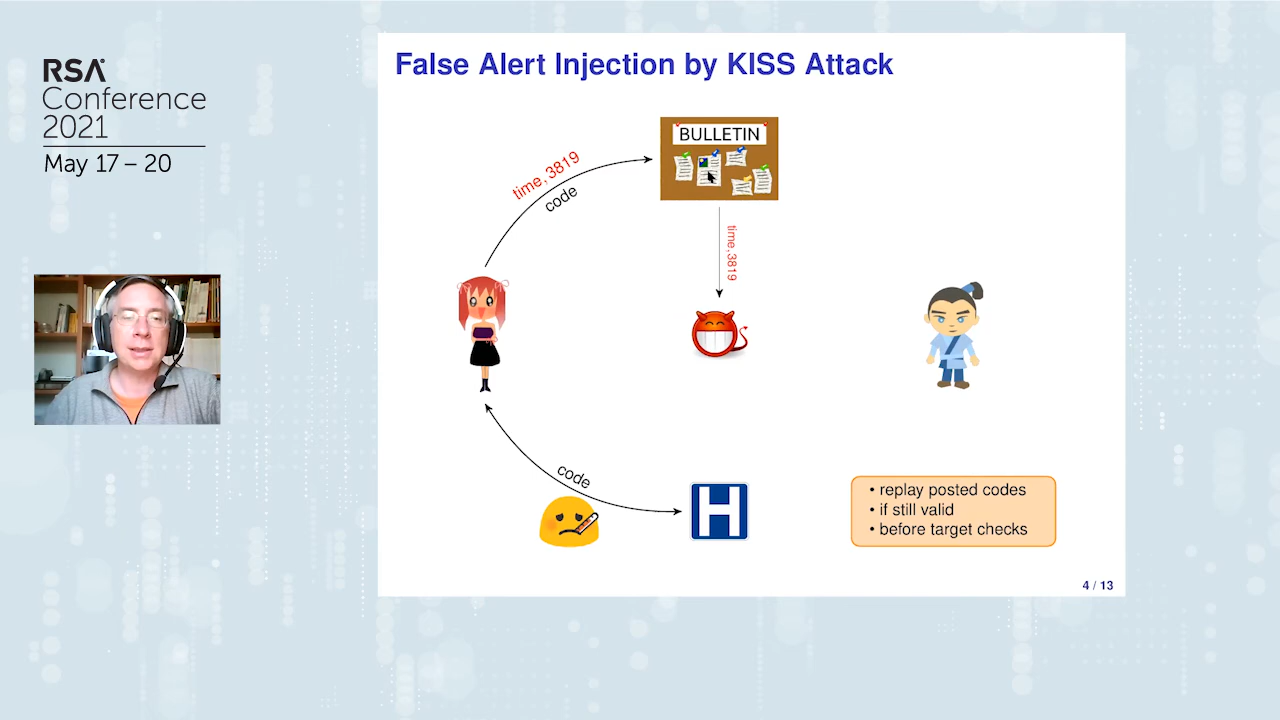 RSA
Conference
2021
May 17 – 20
False Alert Injection by KISS Attack
BULLETIN
time, 3819
code
time, 3819
code
H
• replay posted codes
• if still valid
• before target checks
4 / 13